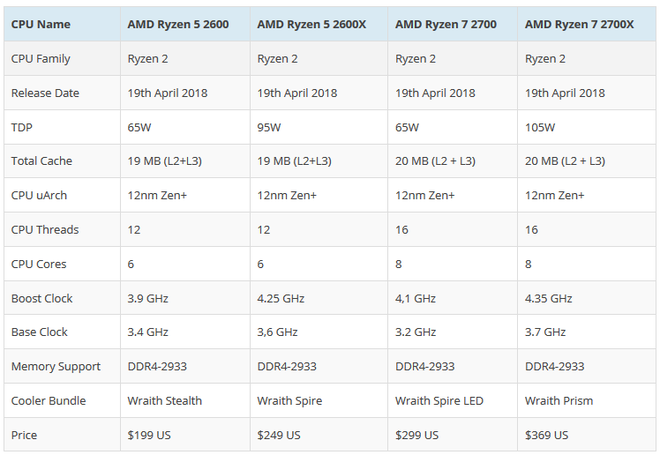 CPU Name AMD Ryzen 5 2600 AMD Ryzen 5 2600X AMD Ryzen 7 2700 AMD Ryzen 7 2700X
CPU Family Ryzen 2 Ryzen 2 Ryzen 2 Ryzen 2
Release Date 19th April 2018 19th April 2018 19th April 2018 19th April 2018
TDP 65W 95W 65W 105W
Total Cache 19 MB (L2+L3) 19 MB (L2+L3) 20 MB (L2 + L3) 20 MB (L2 + L3)
CPU uArch 12nm Zen+ 12nm Zen+ 12nm Zen+ 12nm Zen+
CPU Threads 12 12 16 16
CPU Cores 6 6 8 8
Boost Clock 3.9 GHz 4.25 GHz 4,1 GHz 4.35 GHz
Base Clock 3.4 GHz 3,6 GHz 3.2 GHz 3.7 GHz
Memory Support DDR4-2933 DDR4-2933 DDR4-2933 DDR4-2933
Cooler Bundle Wraith Stealth Wraith Spire Wraith Spire LED Wraith Prism
Price $199 US $249 US $299 US $369 US